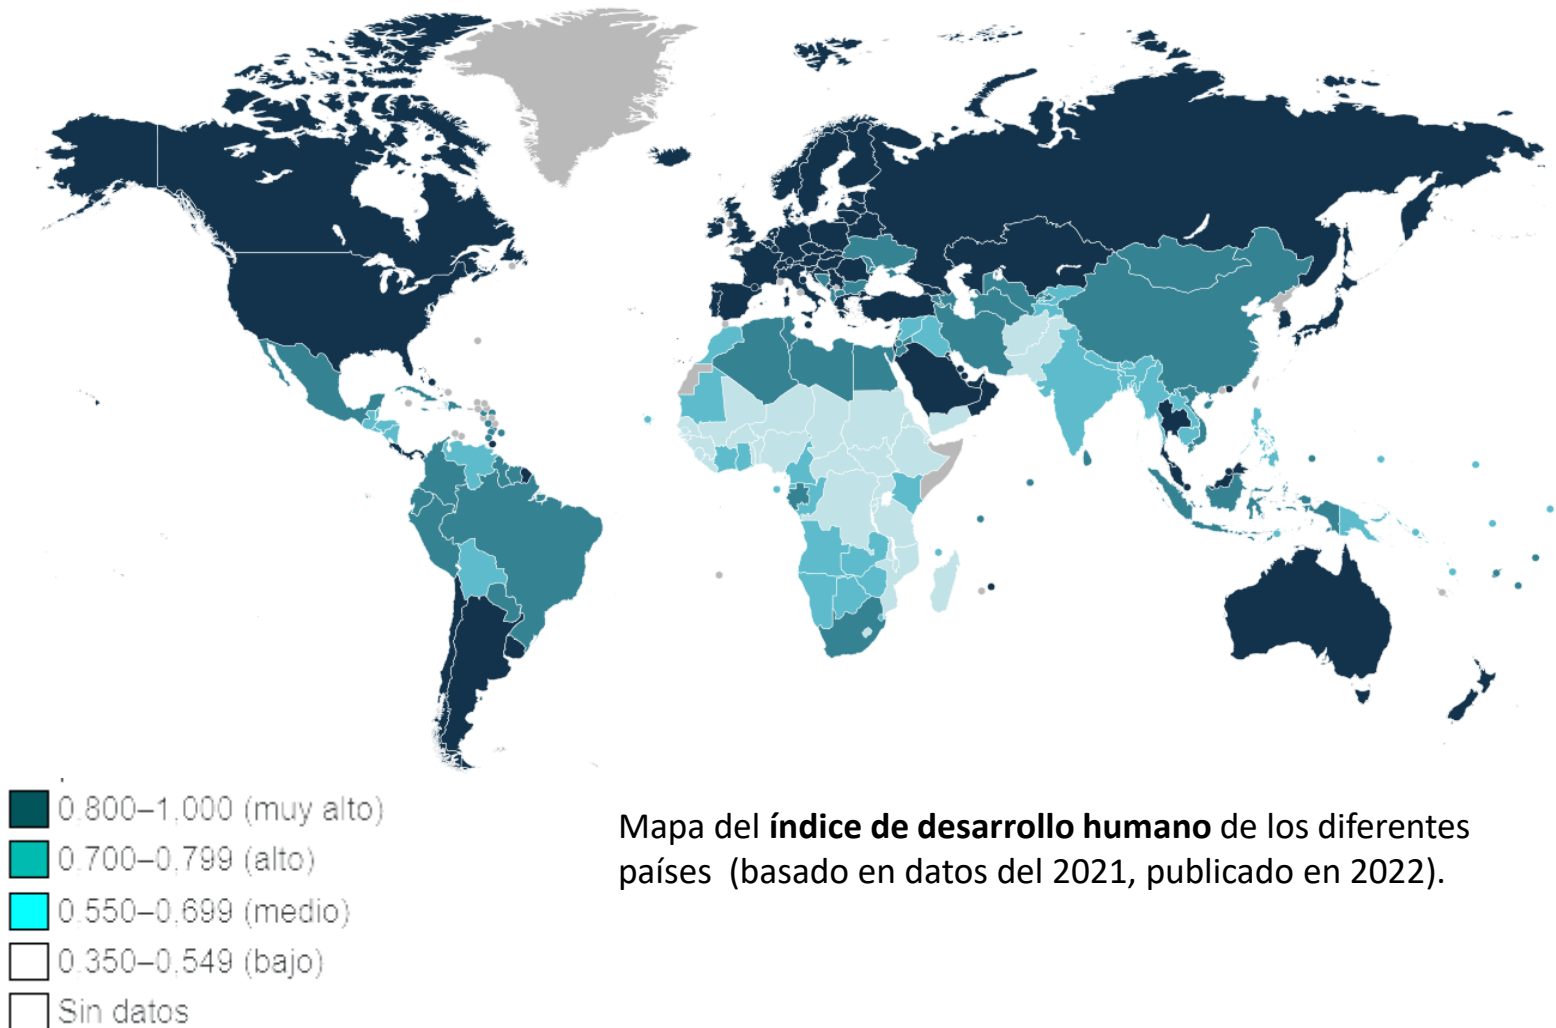 0.800–1,000 (muy alto)
0.700–0,799 (alto)
0.550–0,699 (medio)
0.350–0,549 (bajo)
Sin datos
Mapa del índice de desarrollo humano de los diferentes
países (basado en datos del 2021, publicado en 2022).